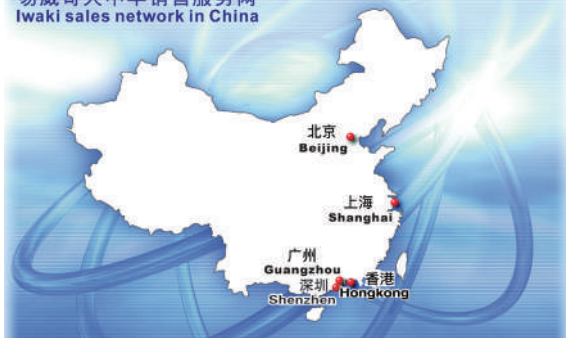 易威奇大中华销售服务网
Iwaki sales network in China
北京
Beijing
上海
Shanghai
广州
Guangzhou
深圳
Shenzhen
香港
Hongkong